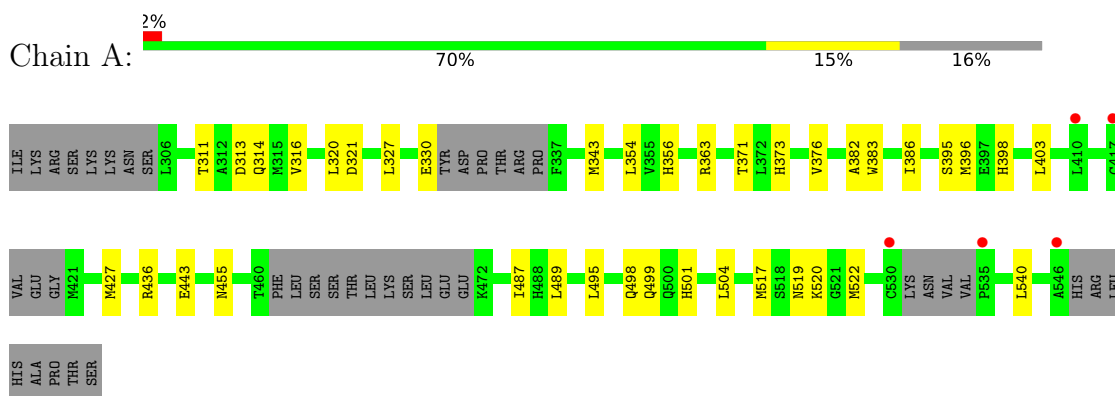 2%
Chain A:
70% 15% 16%
ILE LYS ARG SER LYS LYS ASN SER L306 T311 A312 D313 Q314 M315 V316 L320 D321 L327 E330 TYR ASP PRO THR ARG PRO F337 M343 L354 V355 H356 R363 T371 L372 H373 V376 A382 W383 I386 S395 M396 E397 H398 L403 L410
VAL GLU GLY M421 M427 R436 E443 N455 T460 PHE LEU SER SER THR LEU LYS SER LEU GLU GLU K472 I487 H488 L489 L495 Q498 Q499 Q500 H501 L504 M517 S518 N519 K520 G521 M522 C530 LYS ASN VAL VAL P535 L540 A546 HIS ARG
HIS ALA PRO THR SER